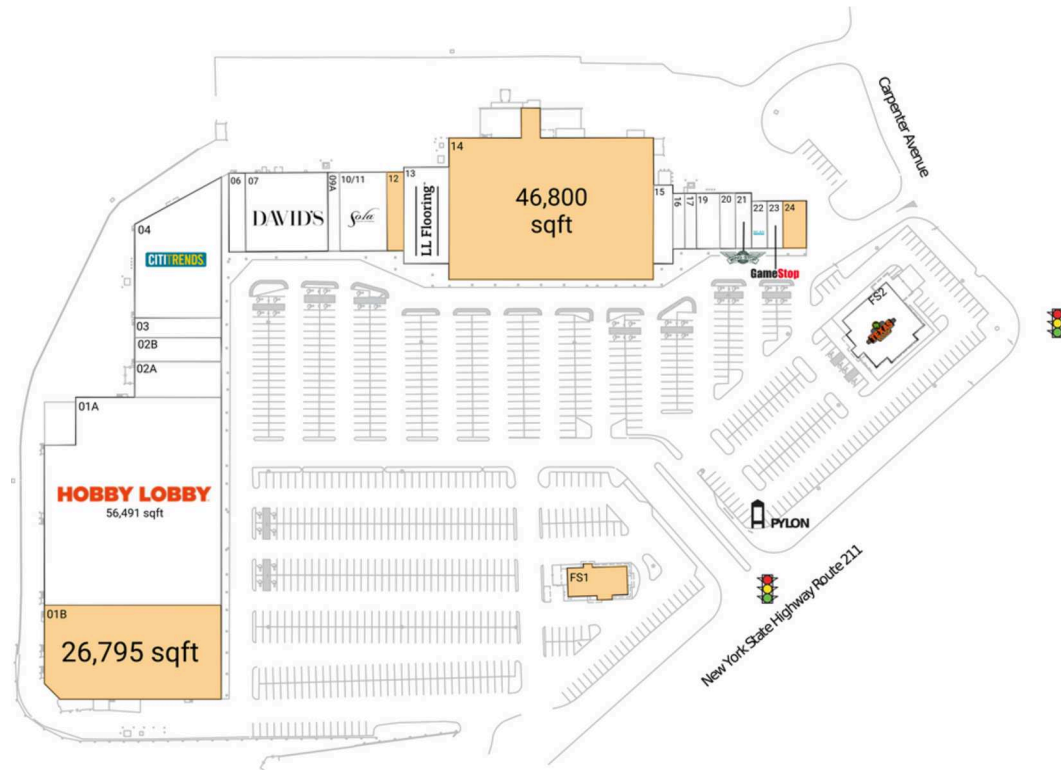 Carpenter Avenue
14
46,800
sqft
13
LL Flooring
06
07
DAVID'S
09A
10/11
Sola
12
15
16
17
19
20
21
22
23
24
GameStop
04
CITITRENDS
03
02B
02A
01A
HOBBY LOBBY
56,491 sqft
01B
26,795 sqft
FS2
FS1
PYLON
New York State Highway Route 211